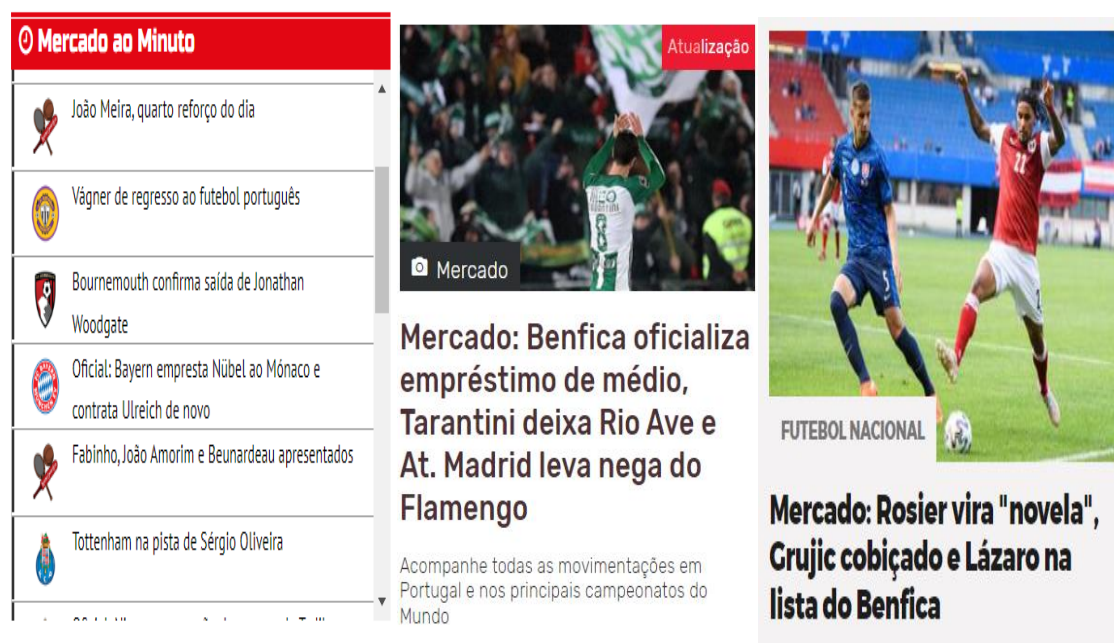 Mercado ao Minuto
João Meira, quarto reforço do dia
Vágner de regresso ao futebol português
Bournemouth confirma saída de Jonathan
Woodgate
Oficial: Bayern empresta Nübel ao Mónaco e
contrata Ulreich de novo
Fabinho, João Amorim e Beunardeau apresentados
Tottenham na pista de Sérgio Oliveira
Atualização
Mercado
Mercado: Benfica oficializa
empréstimo de médio,
Tarantini deixa Rio Ave e
At. Madrid leva nega do
Flamengo
Acompanhe todas as movimentações em
Portugal e nos principais campeonatos do
Mundo
21
5
FUTEBOL NACIONAL
Mercado: Rosier vira "novela",
Grujic cobiçado e Lázaro na
lista do Benfica